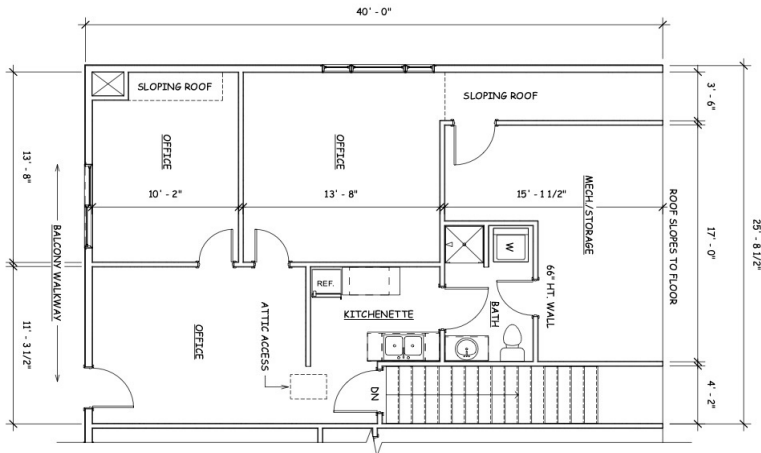 40' - 0"
SLOPING ROOF
SLOPING ROOF
3' - 6"
OFFICE
OFFICE
13' - 8"
10' - 2"
13' - 8"
15' - 1 1/2"
MECH./STORAGE
ROOF SLOPES TO FLOOR
17' - 0"
25' - 8 1/2"
BALCONY WALKWAY
W
66" HT. WALL
REF.
KITCHENETTE
BATH
OFFICE
ATTIC ACCESS
11' - 3 1/2"
DN
4' - 2"